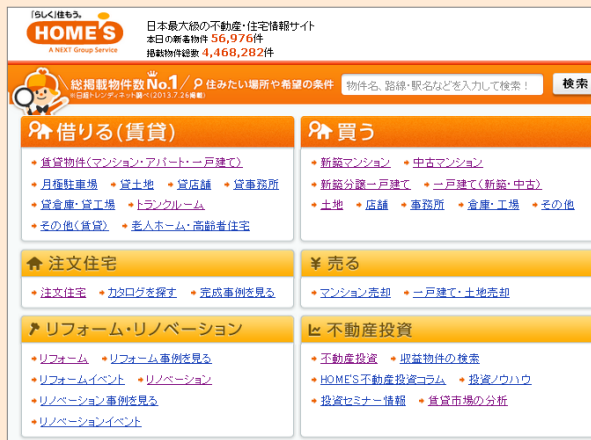 「らしく」住もう。
HOME'S
A NEXT Group Service
日本最大級の不動産・住宅情報サイト
本日の新着物件 56,976件
掲載物件総数 4,468,282件
総掲載物件数No.1
※日経トレンディネット調べ(2013.7.26掲載)
住みたい場所や希望の条件
物件名、路線・駅名などを入力して検索!
検索
借りる(賃貸)
賃貸物件(マンション・アパート・一戸建て)
月極駐車場 貸土地 貸店舗 貸事務所
貸倉庫・貸工場 トランクルーム
その他(賃貸) 老人ホーム・高齢者住宅
買う
新築マンション 中古マンション
新築分譲一戸建て 一戸建て(新築・中古)
土地 店舗 事務所 倉庫・工場 その他
注文住宅
注文住宅 カタログを探す 完成事例を見る
¥売る
マンション売却 一戸建て・土地売却
リフォーム・リノベーション
リフォーム リフォーム事例を見る
リフォームイベント リノベーション
リノベーション事例を見る
リノベーションイベント
不動産投資
不動産投資 収益物件の検索
HOME'S不動産投資コラム 投資ノウハウ
投資セミナー情報 賃貸市場の分析